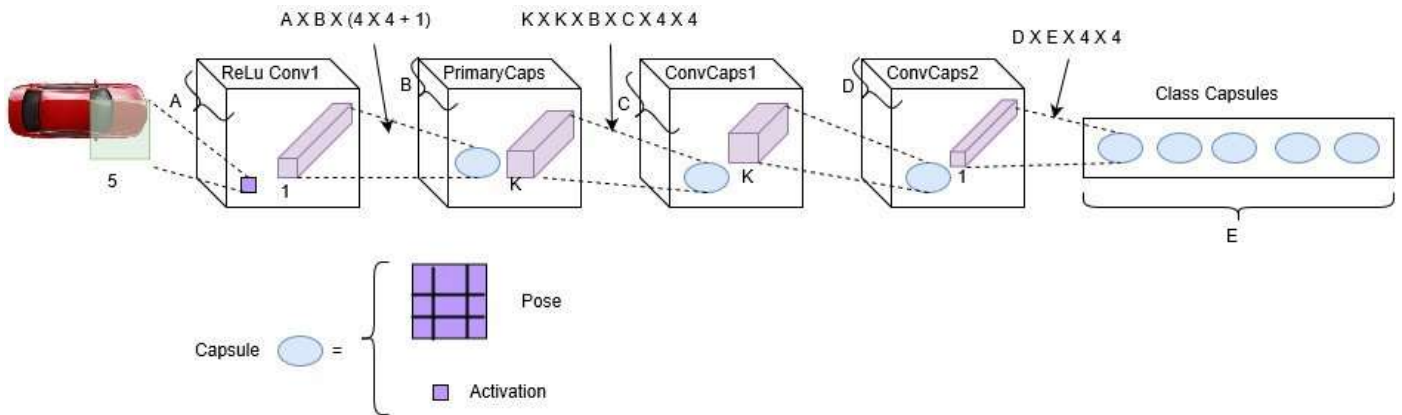 A X B X (4 X 4 + 1)
K X K X B X C X 4 X 4
D X E X 4 X 4
ReLu Conv1
PrimaryCaps
ConvCaps1
ConvCaps2
Class Capsules
A
B
C
D
5
1
K
K
1
E
Pose
Capsule
=
Activation